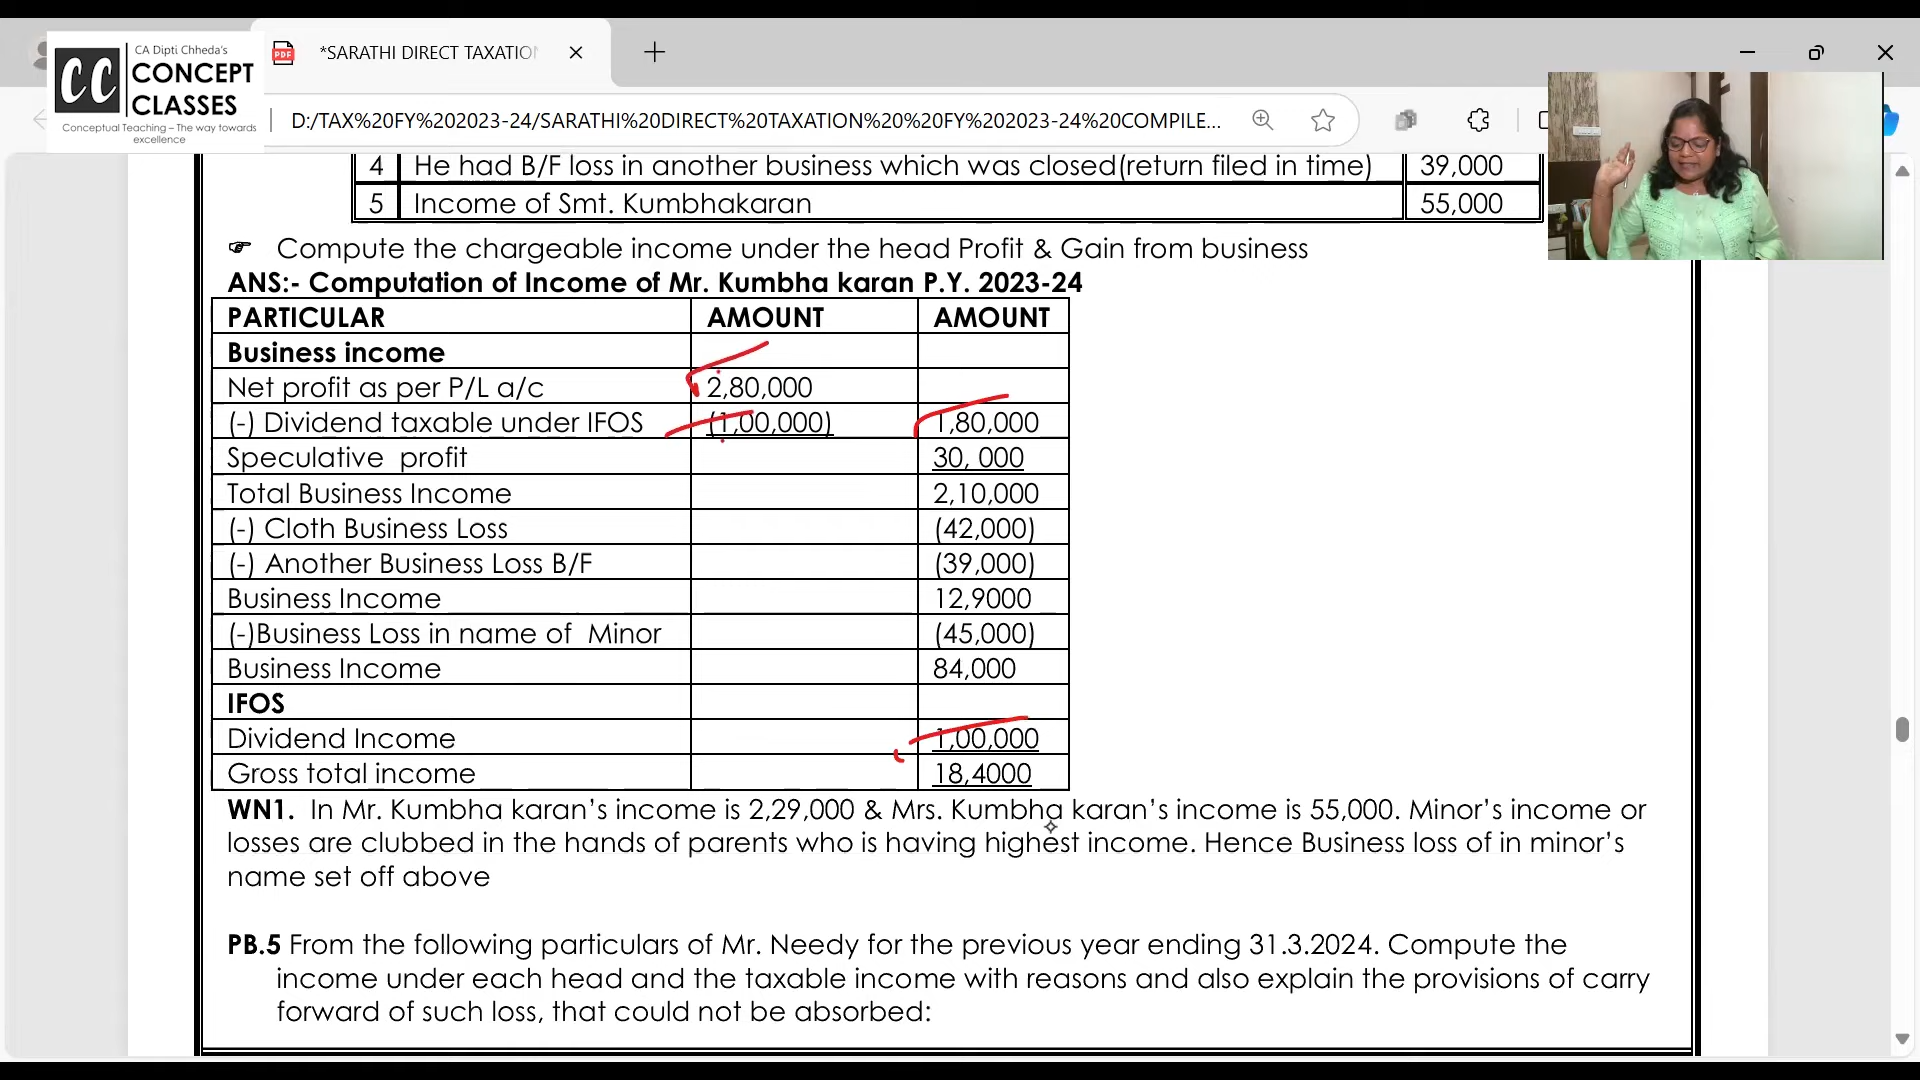 *SARATHI DIRECT TAXATION
CC
CA Dipti Chheda's
CONCEPT
CLASSES
Conceptual Teaching – The way towards
excellence
D:/TAX%20FY%202023-24/SARATHI%20DIRECT%20TAXATION%20%20FY%202023-24%20COMPILE...
4 He had B/F loss in another business which was closed(return filed in time) 39,000
5 Income of Smt. Kumbhakaran 55,000
☞ Compute the chargeable income under the head Profit & Gain from business
ANS:- Computation of Income of Mr. Kumbha karan P.Y. 2023-24
PARTICULAR AMOUNT AMOUNT
Business income
Net profit as per P/L a/c 2,80,000
(-) Dividend taxable under IFOS (1,00,000) 1,80,000
Speculative profit 30, 000
Total Business Income 2,10,000
(-) Cloth Business Loss (42,000)
(-) Another Business Loss B/F (39,000)
Business Income 12,9000
(-)Business Loss in name of Minor (45,000)
Business Income 84,000
IFOS
Dividend Income 1,00,000
Gross total income 18,4000
WN1. In Mr. Kumbha karan's income is 2,29,000 & Mrs. Kumbha karan's income is 55,000. Minor's income or
losses are clubbed in the hands of parents who is having highest income. Hence Business loss of in minor's
name set off above
PB.5 From the following particulars of Mr. Needy for the previous year ending 31.3.2024. Compute the
income under each head and the taxable income with reasons and also explain the provisions of carry
forward of such loss, that could not be absorbed: